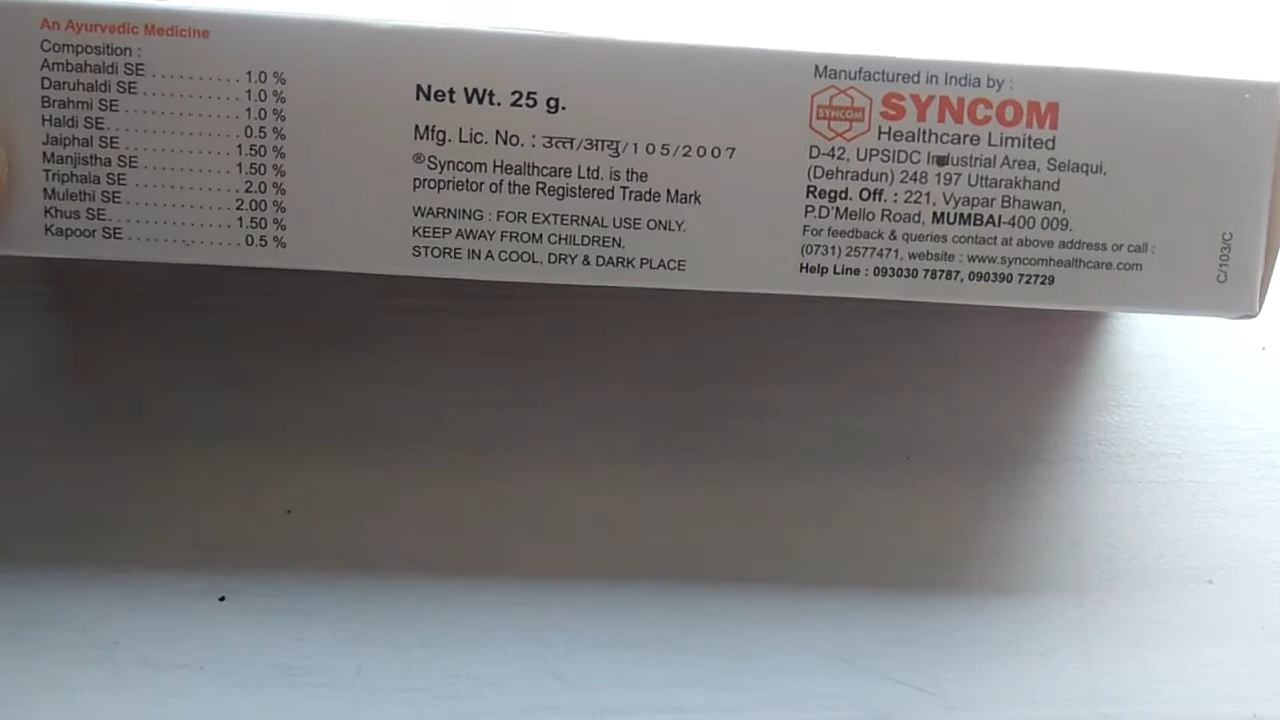 An Ayurvedic Medicine
Composition :
Ambahaldi SE .......... 1.0 %
Daruhaldi SE ........... 1.0 %
Brahmi SE .............. 1.0 %
Haldi SE................. 0.5 %
Jaiphal SE ............. 1.50 %
Manjistha SE .......... 1.50 %
Triphala SE ............. 2.0 %
Mulethi SE ............. 2.00 %
Khus SE................ 1.50 %
Kapoor SE.............. 0.5 %
Net Wt. 25 g.
Mfg. Lic. No. : उत्त/आयु/105/2007
®Syncom Healthcare Ltd. is the
proprietor of the Registered Trade Mark
WARNING : FOR EXTERNAL USE ONLY.
KEEP AWAY FROM CHILDREN.
STORE IN A COOL, DRY & DARK PLACE
Manufactured in India by :
SYNCOM
SYNCOM
Healthcare Limited
D-42, UPSIDC Industrial Area, Selaqui,
(Dehradun) 248 197 Uttarakhand
Regd. Off. : 221, Vyapar Bhawan,
P.D'Mello Road, MUMBAI-400 009.
For feedback & queries contact at above address or call :
(0731) 2577471, website : www.syncomhealthcare.com
Help Line : 093030 78787, 090390 72729
C/103/C